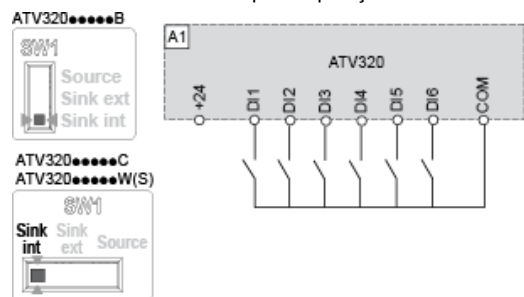 ATV320●●●●●B
SW1
Source
Sink ext
Sink int
A1
ATV320
+24
DI1
DI2
DI3
DI4
DI5
DI6
COM
ATV320●●●●●C
ATV320●●●●●W(S)
SW1
Sink int
Sink ext
Source